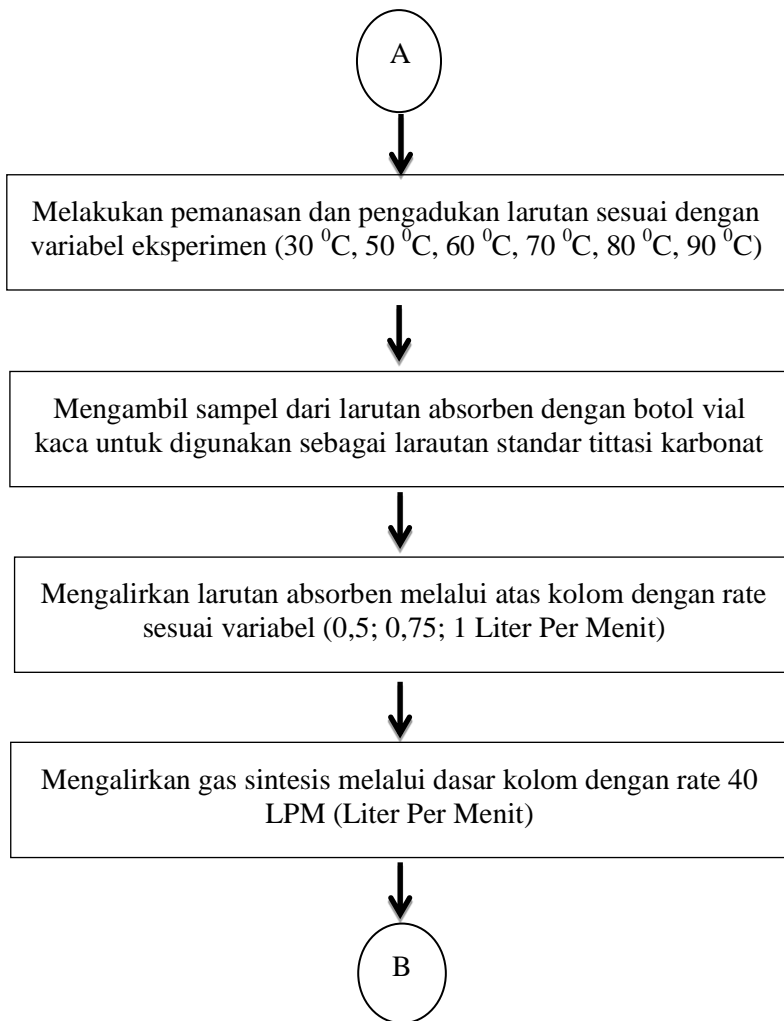 A
Melakukan pemanasan dan pengadukan larutan sesuai dengan
variabel eksperimen (30 ⁰C, 50 ⁰C, 60 ⁰C, 70 ⁰C, 80 ⁰C, 90 ⁰C)
Mengambil sampel dari larutan absorben dengan botol vial
kaca untuk digunakan sebagai larautan standar tittasi karbonat
Mengalirkan larutan absorben melalui atas kolom dengan rate
sesuai variabel (0,5; 0,75; 1 Liter Per Menit)
Mengalirkan gas sintesis melalui dasar kolom dengan rate 40
LPM (Liter Per Menit)
B